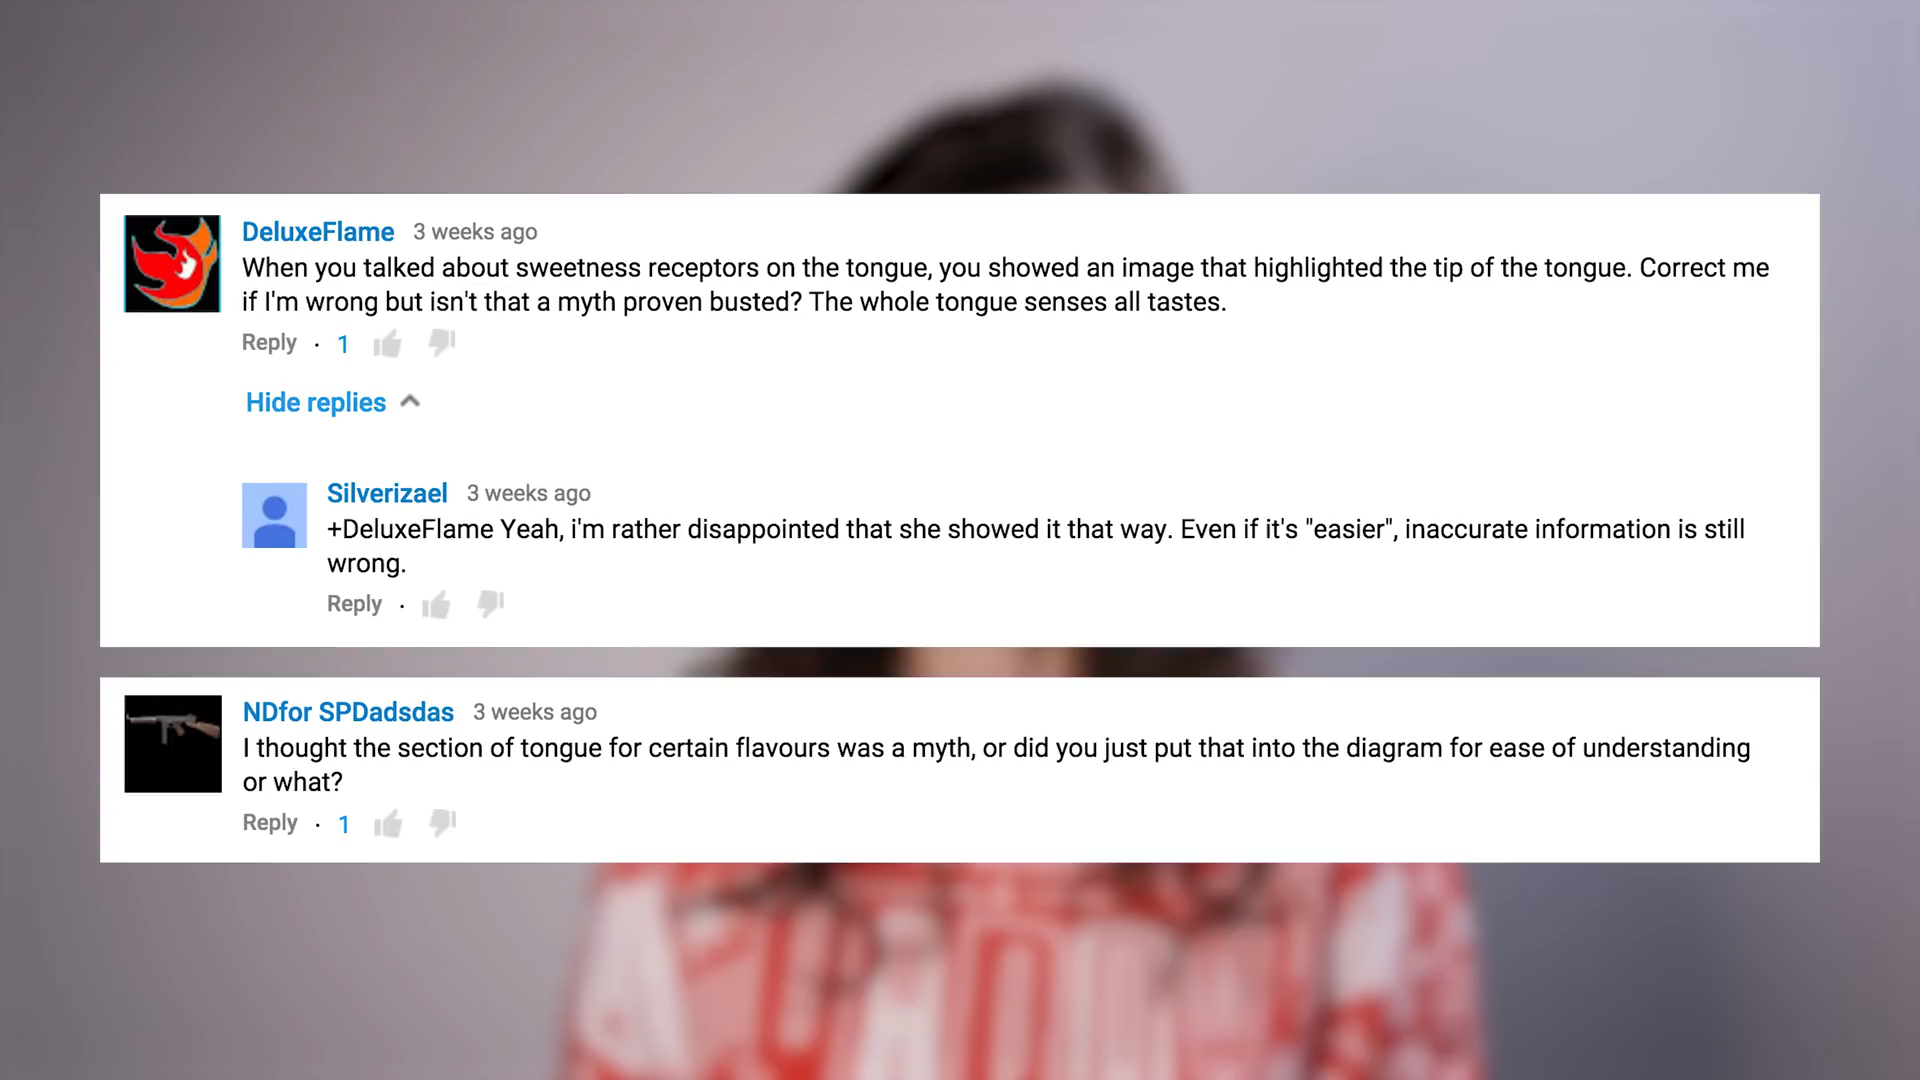 DeluxeFlame 3 weeks ago
When you talked about sweetness receptors on the tongue, you showed an image that highlighted the tip of the tongue. Correct me
if I'm wrong but isn't that a myth proven busted? The whole tongue senses all tastes.
Reply · 1
Hide replies
Silverizael 3 weeks ago
+DeluxeFlame Yeah, i'm rather disappointed that she showed it that way. Even if it's "easier", inaccurate information is still
wrong.
Reply ·
NDfor SPDadsdas 3 weeks ago
I thought the section of tongue for certain flavours was a myth, or did you just put that into the diagram for ease of understanding
or what?
Reply · 1